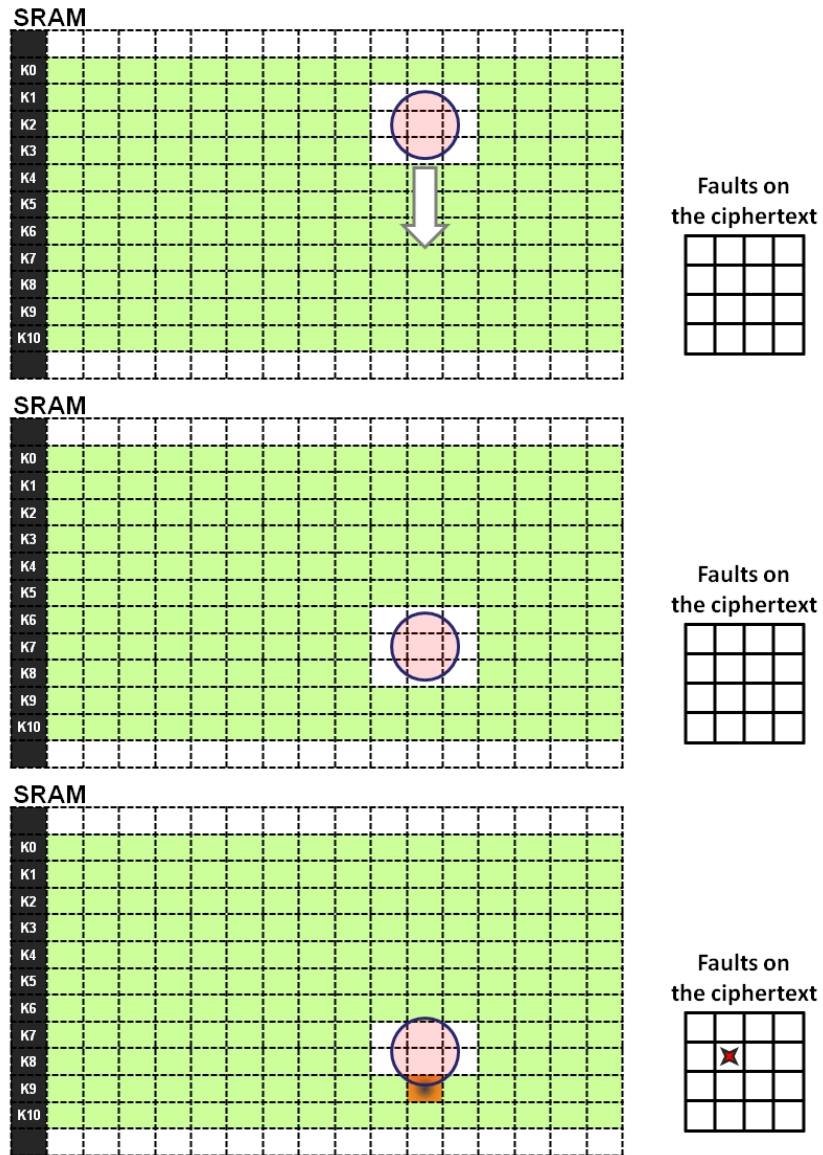 SRAM
K0
K1
K2
K3
K4
K5
K6
K7
K8
K9
K10
Faults on
the ciphertext
SRAM
K0
K1
K2
K3
K4
K5
K6
K7
K8
K9
K10
Faults on
the ciphertext
SRAM
K0
K1
K2
K3
K4
K5
K6
K7
K8
K9
K10
Faults on
the ciphertext